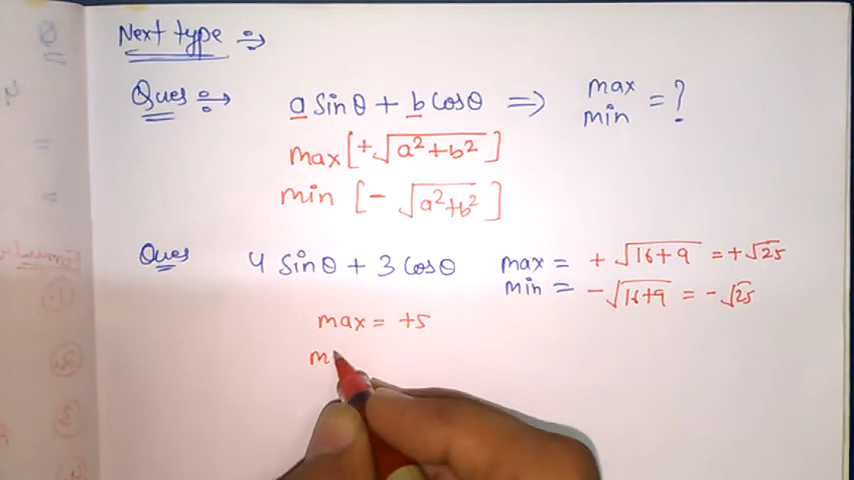 Next type ÷
Ques ÷→ a Sinθ + b Cosθ ⇒ max min = ?
max [+√a²+b²]
min [-√a²+b²]
Ques 4 Sinθ + 3 Cosθ max = +√16+9 = +√25
min = -√16+9 = -√25
max = +5
m